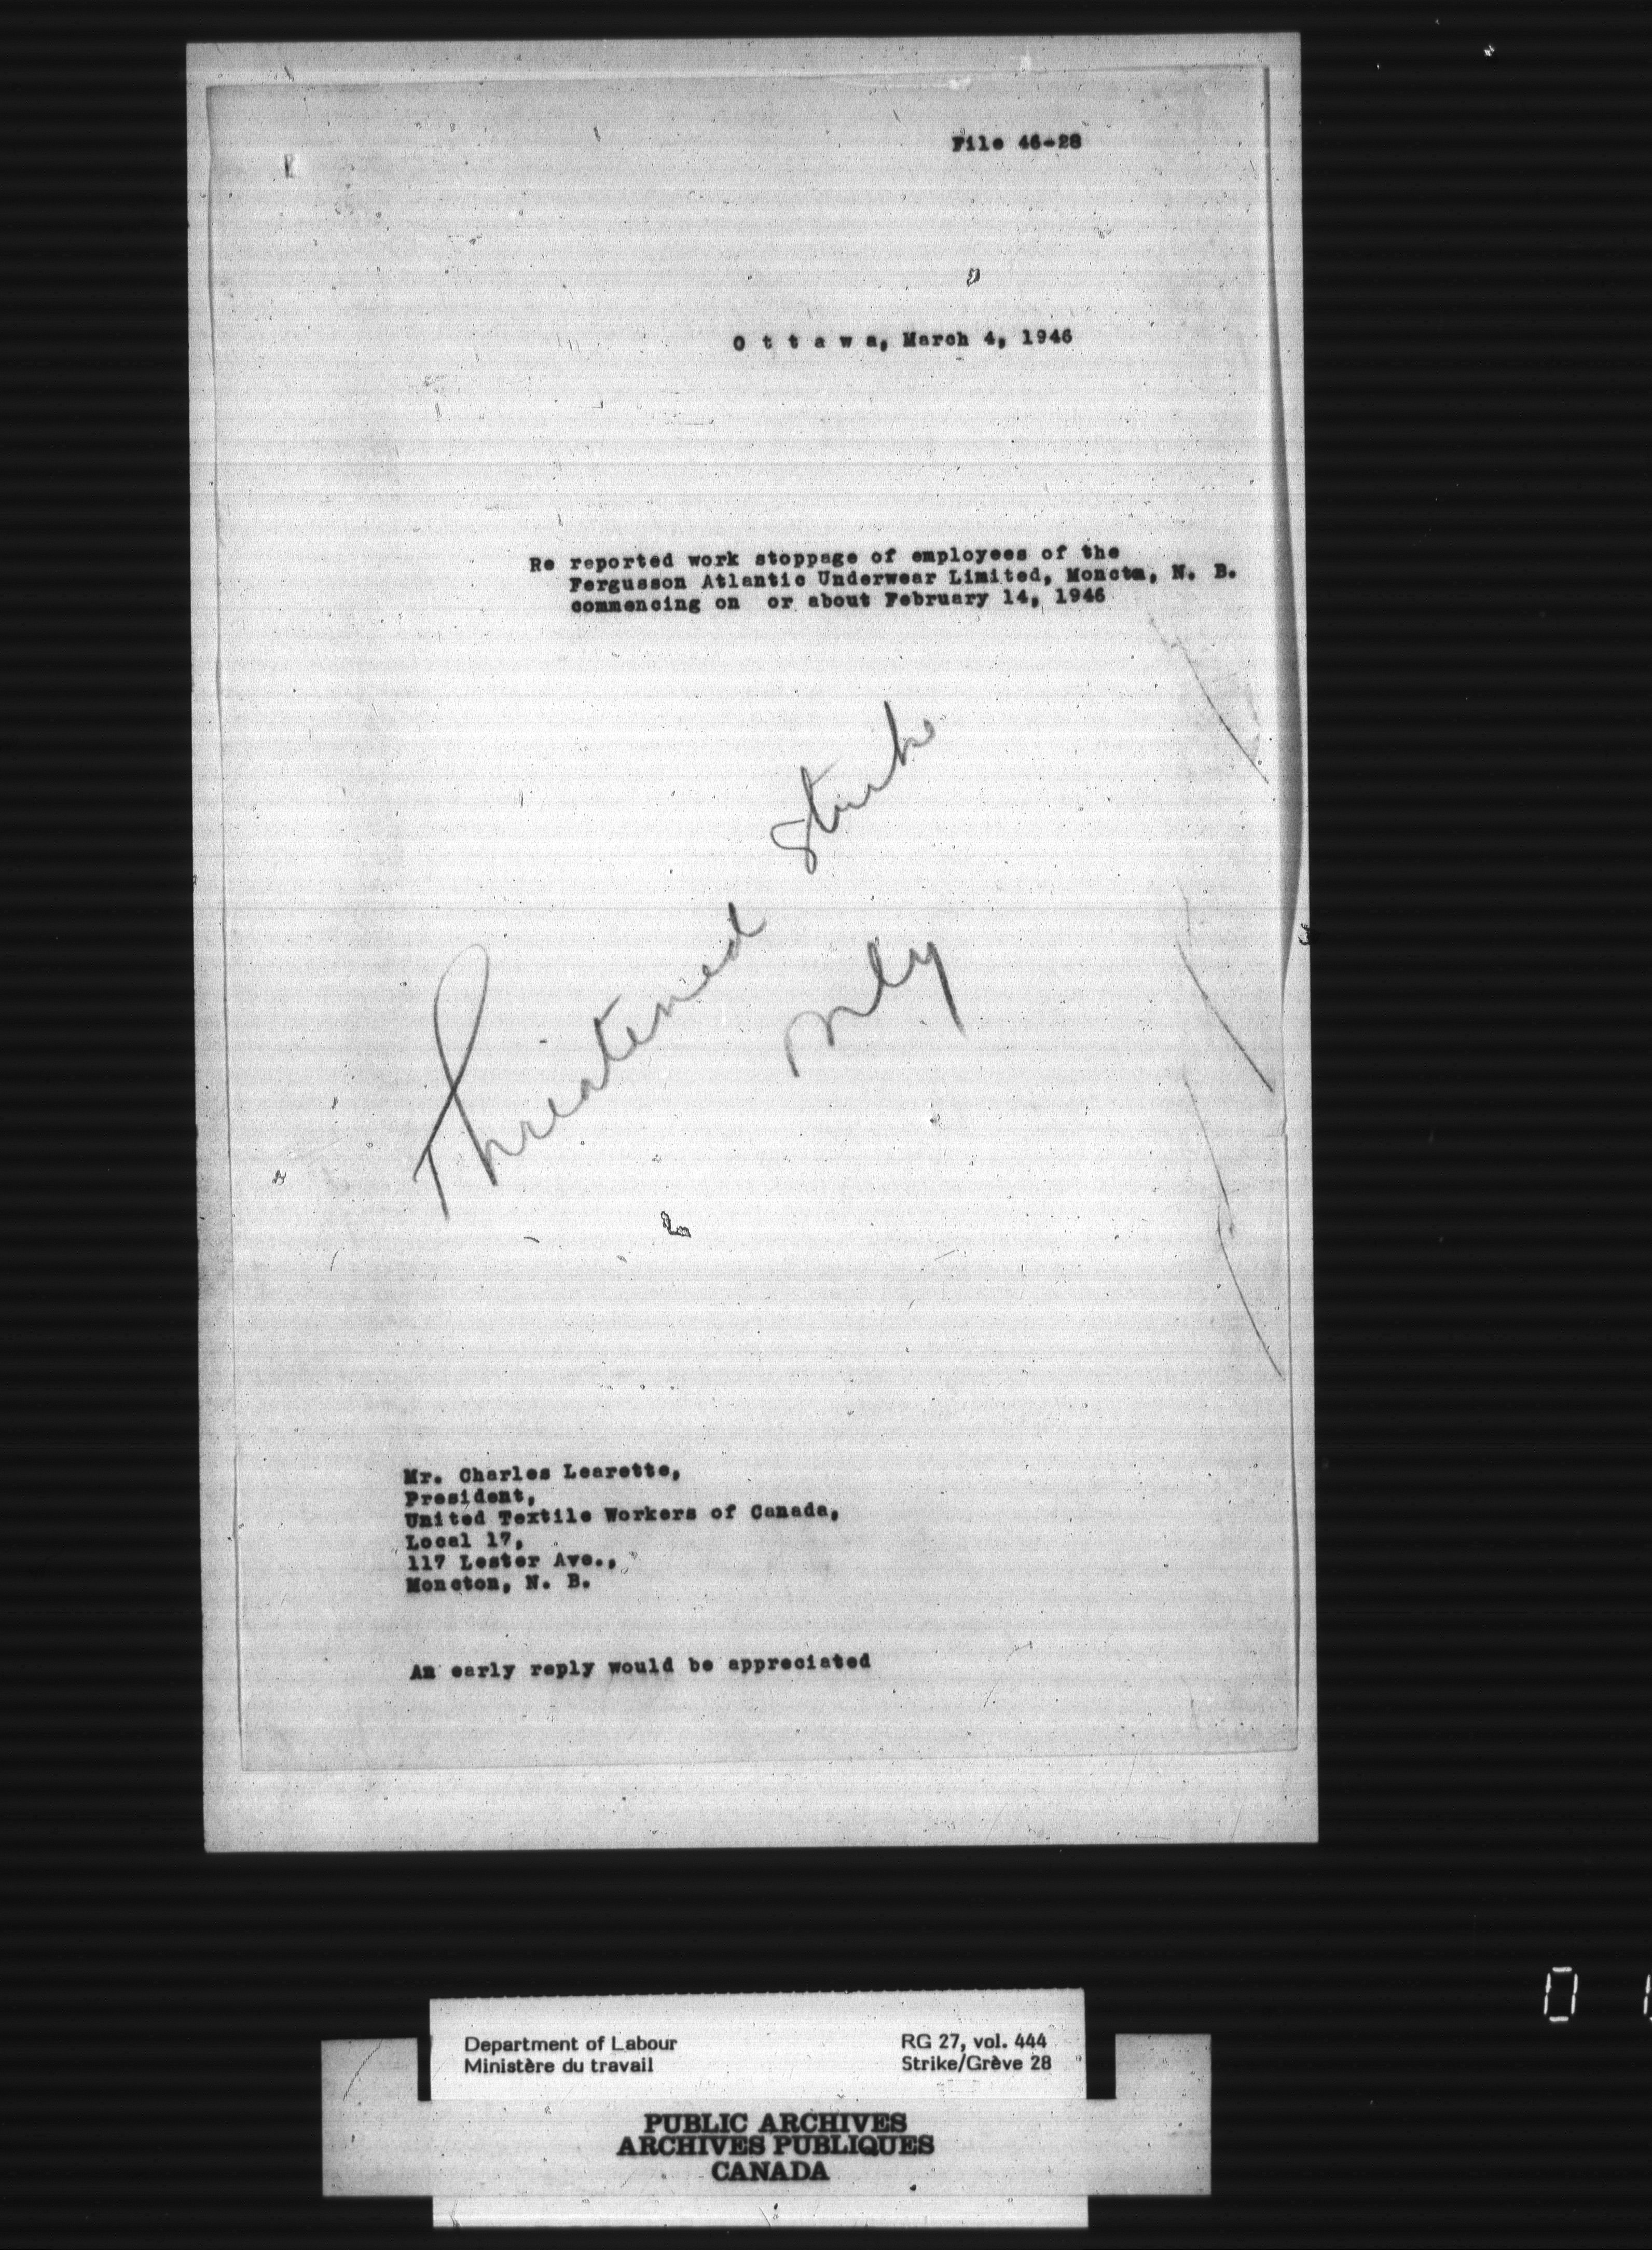 File 46-28
O t t a w a, March 4, 1946
Re reported work stoppage of employees of the
Fergusson Atlantic Underwear Limited, Moncton, N. B.
commencing on or about February 14, 1946
Threatened Strike
only
Mr. Charles Learette,
President,
United Textile Workers of Canada,
Local 17,
117 Lester Ave.,
Moncton, N. B.
An early reply would be appreciated
Department of Labour
Ministère du travail
RG 27, vol. 444
Strike/Grève 28
PUBLIC ARCHIVES
ARCHIVES PUBLIQUES
CANADA
0